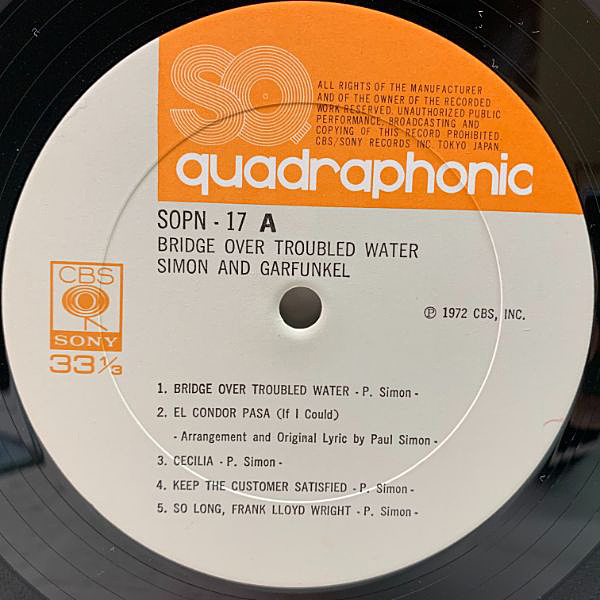 SQ
ALL RIGHTS OF THE MANUFACTURER
AND OF THE OWNER OF THE RECORDED
WORK RESERVED. UNAUTHORIZED PUBLIC
PERFORMANCE, BROADCASTING AND
COPYING OF THIS RECORD PROHIBITED.
CBS/SONY RECORDS INC. TOKYO JAPAN.
quadraphonic
SOPN - 17 A
BRIDGE OVER TROUBLED WATER
SIMON AND GARFUNKEL
CBS
SONY
33 1/3
Ⓟ 1972 CBS, INC.
1. BRIDGE OVER TROUBLED WATER - P. Simon -
2. EL CONDOR PASA (If I Could)
- Arrangement and Original Lyric by Paul Simon -
3. CECILIA - P. Simon -
4. KEEP THE CUSTOMER SATISFIED - P. Simon -
5. SO LONG, FRANK LLOYD WRIGHT - P. Simon -